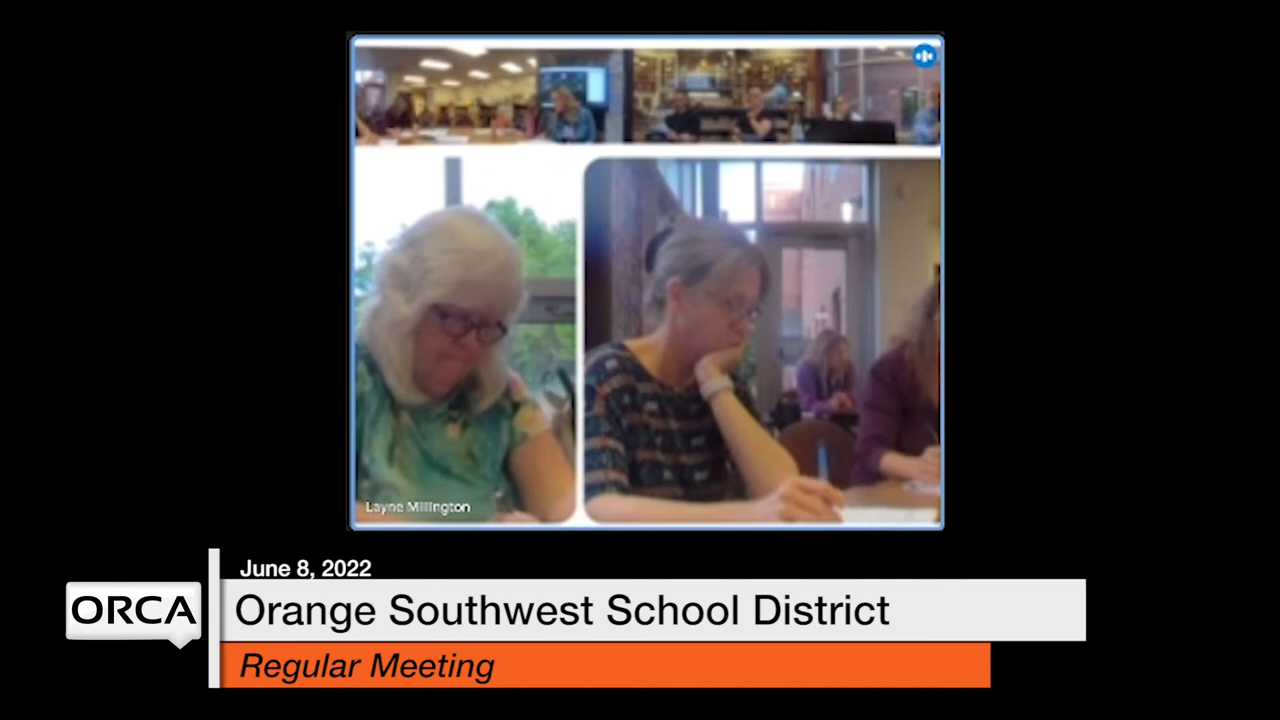 Layne Millington
June 8, 2022
ORCA
Orange Southwest School District
Regular Meeting